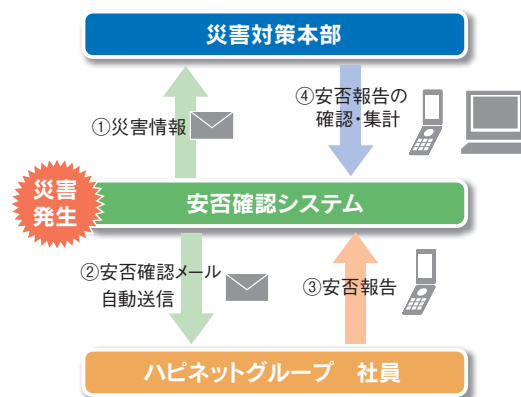 災害対策本部
①災害情報
④安否報告の
確認・集計
災害
発生
安否確認システム
②安否確認メール
自動送信
③安否報告
ハピネットグループ　社員